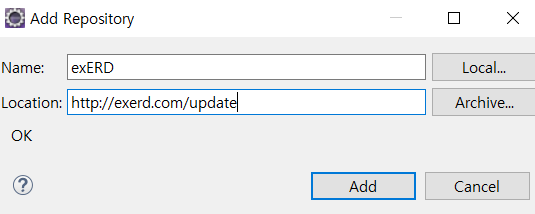 Add Repository
Name: exERD Local...
Location: http://exerd.com/update Archive...
OK
? Add Cancel